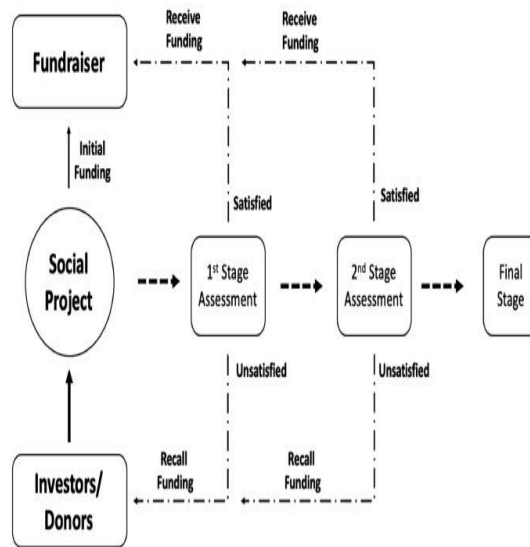 Receive
Funding
Receive
Funding
Fundraiser
Initial
Funding
Satisfied
Satisfied
Social
Project
1st Stage
Assessment
2nd Stage
Assessment
Final
Stage
Unsatisfied
Unsatisfied
Investors/
Donors
Recall
Funding
Recall
Funding